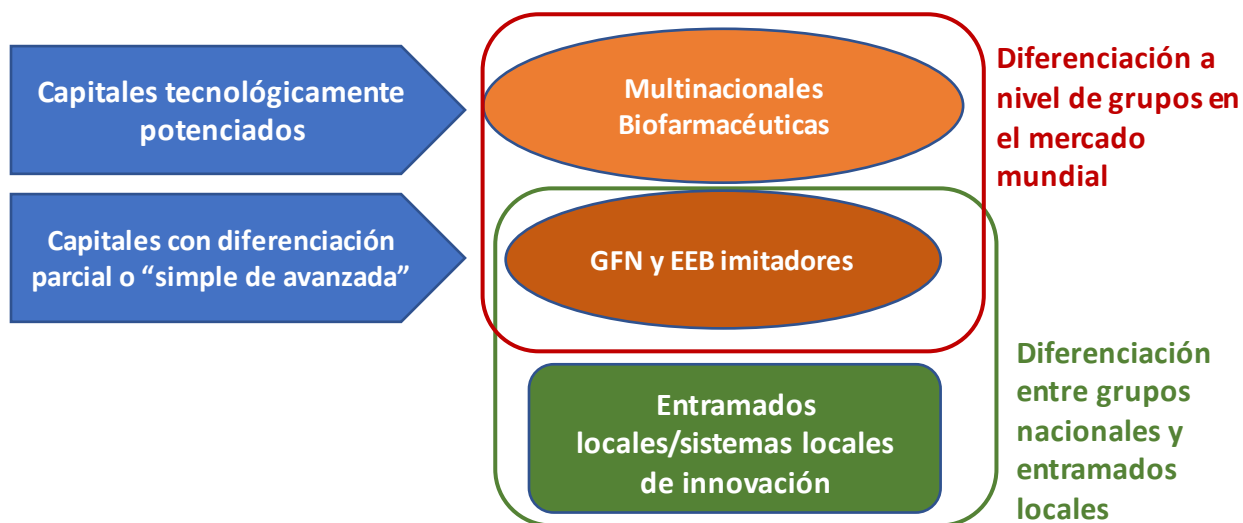 Capitales tecnológicamente
potenciados
Multinacionales
Biofarmacéuticas
Diferenciación a
nivel de grupos en
el mercado
mundial
Capitales con diferenciación
parcial o “simple de avanzada”
GFN y EEB imitadores
Entramados
locales/sistemas locales
de innovación
Diferenciación
entre grupos
nacionales y
entramados
locales